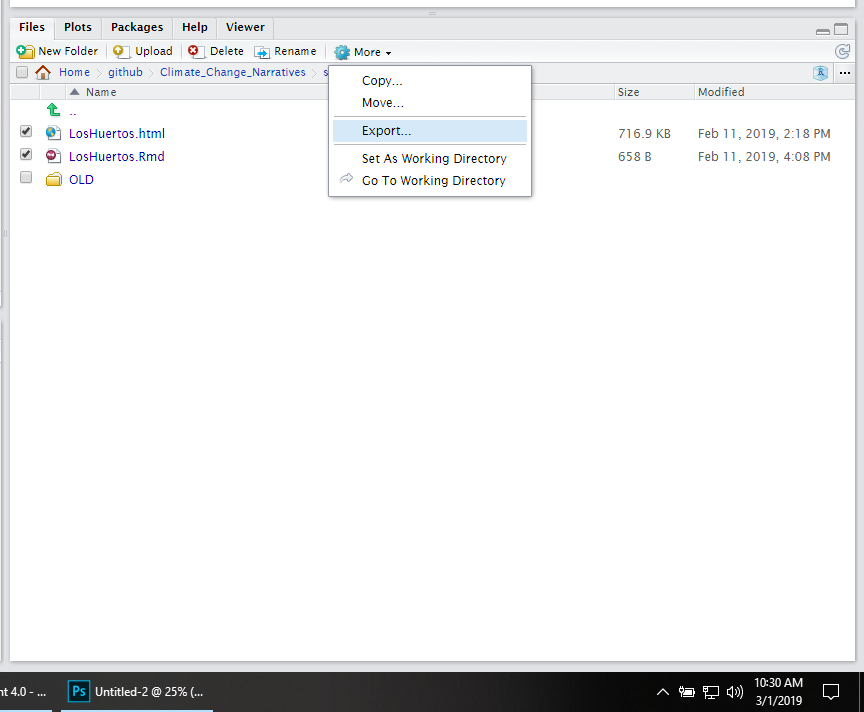 Files Plots Packages Help Viewer
New Folder Upload Delete Rename More
Home github Climate_Change_Narratives s
Name Size Modified
..
LosHuertos.html 716.9 KB Feb 11, 2019, 2:18 PM
LosHuertos.Rmd 658 B Feb 11, 2019, 4:08 PM
OLD
Copy...
Move...
Export...
Set As Working Directory
Go To Working Directory
nt 4.0 - ... Ps Untitled-2 @ 25% (... 10:30 AM
3/1/2019